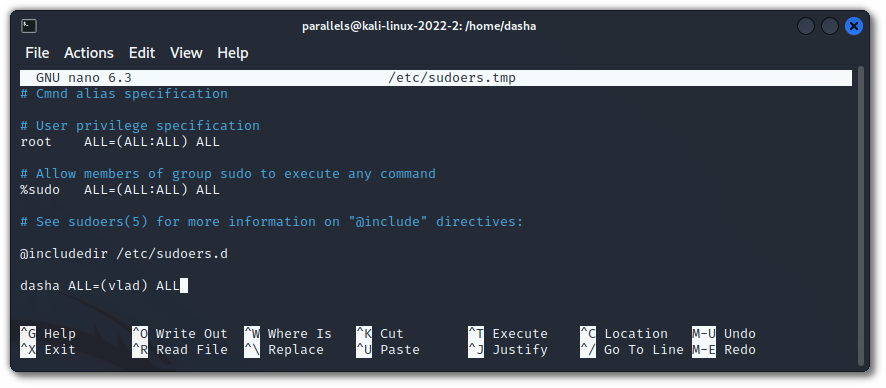 parallels@kali-linux-2022-2: /home/dasha
File Actions Edit View Help
GNU nano 6.3 /etc/sudoers.tmp
# Cmnd alias specification
# User privilege specification
root ALL=(ALL:ALL) ALL
# Allow members of group sudo to execute any command
%sudo ALL=(ALL:ALL) ALL
# See sudoers(5) for more information on "@include" directives:
@includedir /etc/sudoers.d
dasha ALL=(vlad) ALL
^G Help ^O Write Out ^W Where Is ^K Cut ^T Execute ^C Location M-U Undo
^X Exit ^R Read File ^\ Replace ^U Paste ^J Justify ^/ Go To Line M-E Redo